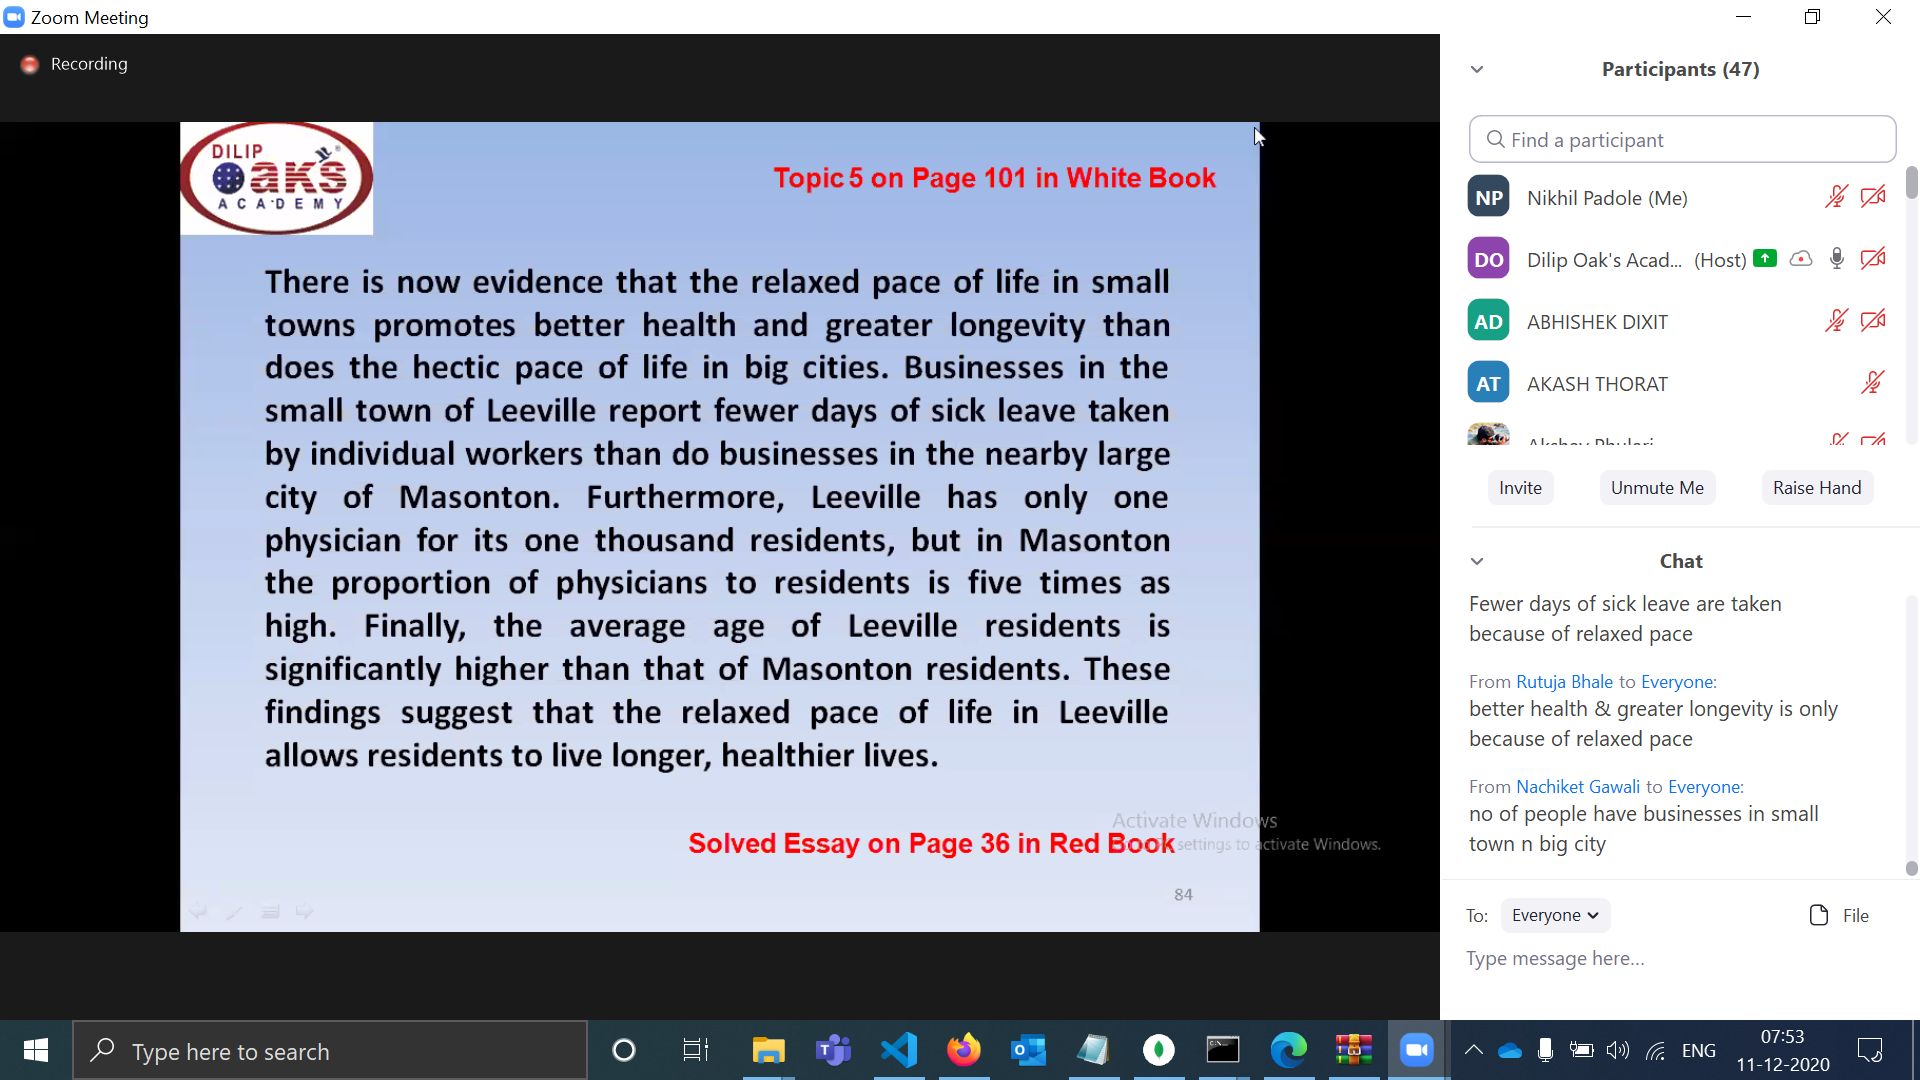 Zoom Meeting
Recording
DILIP
Oaks
ACADEMY
Topic 5 on Page 101 in White Book
There is now evidence that the relaxed pace of life in small
towns promotes better health and greater longevity than
does the hectic pace of life in big cities. Businesses in the
small town of Leeville report fewer days of sick leave taken
by individual workers than do businesses in the nearby large
city of Masonton. Furthermore, Leeville has only one
physician for its one thousand residents, but in Masonton
the proportion of physicians to residents is five times as
high. Finally, the average age of Leeville residents is
significantly higher than that of Masonton residents. These
findings suggest that the relaxed pace of life in Leeville
allows residents to live longer, healthier lives.
Activate Windows
settings to activate Windows.
Solved Essay on Page 36 in Red Book
84
Participants (47)
Find a participant
NP Nikhil Padole (Me)
DO Dilip Oak's Acad... (Host)
AD ABHISHEK DIXIT
AT AKASH THORAT
Invite Unmute Me Raise Hand
Chat
Fewer days of sick leave are taken
because of relaxed pace
From Rutuja Bhale to Everyone:
better health & greater longevity is only
because of relaxed pace
From Nachiket Gawali to Everyone:
no of people have businesses in small
town n big city
To: Everyone File
Type message here...
Type here to search
ENG
07:53
11-12-2020